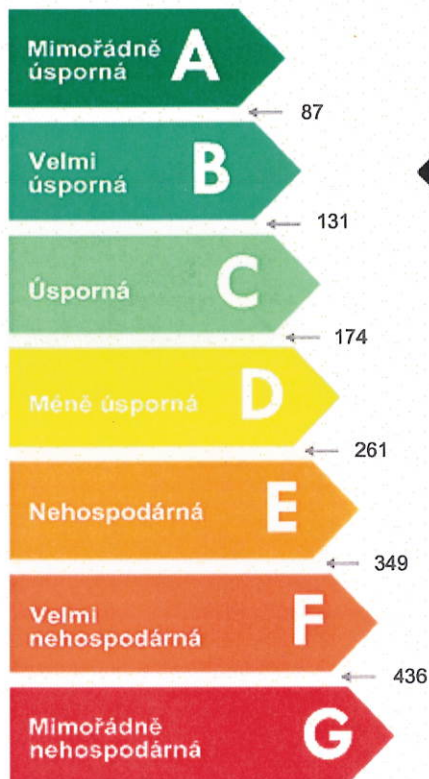 Mimořádně
úsporná
A
87
Velmi
úsporná
B
131
Úsporná
C
174
Méně úsporná
D
261
Nehospodárná
E
349
Velmi
nehospodárná
F
436
Mimořádně
nehospodárná
G